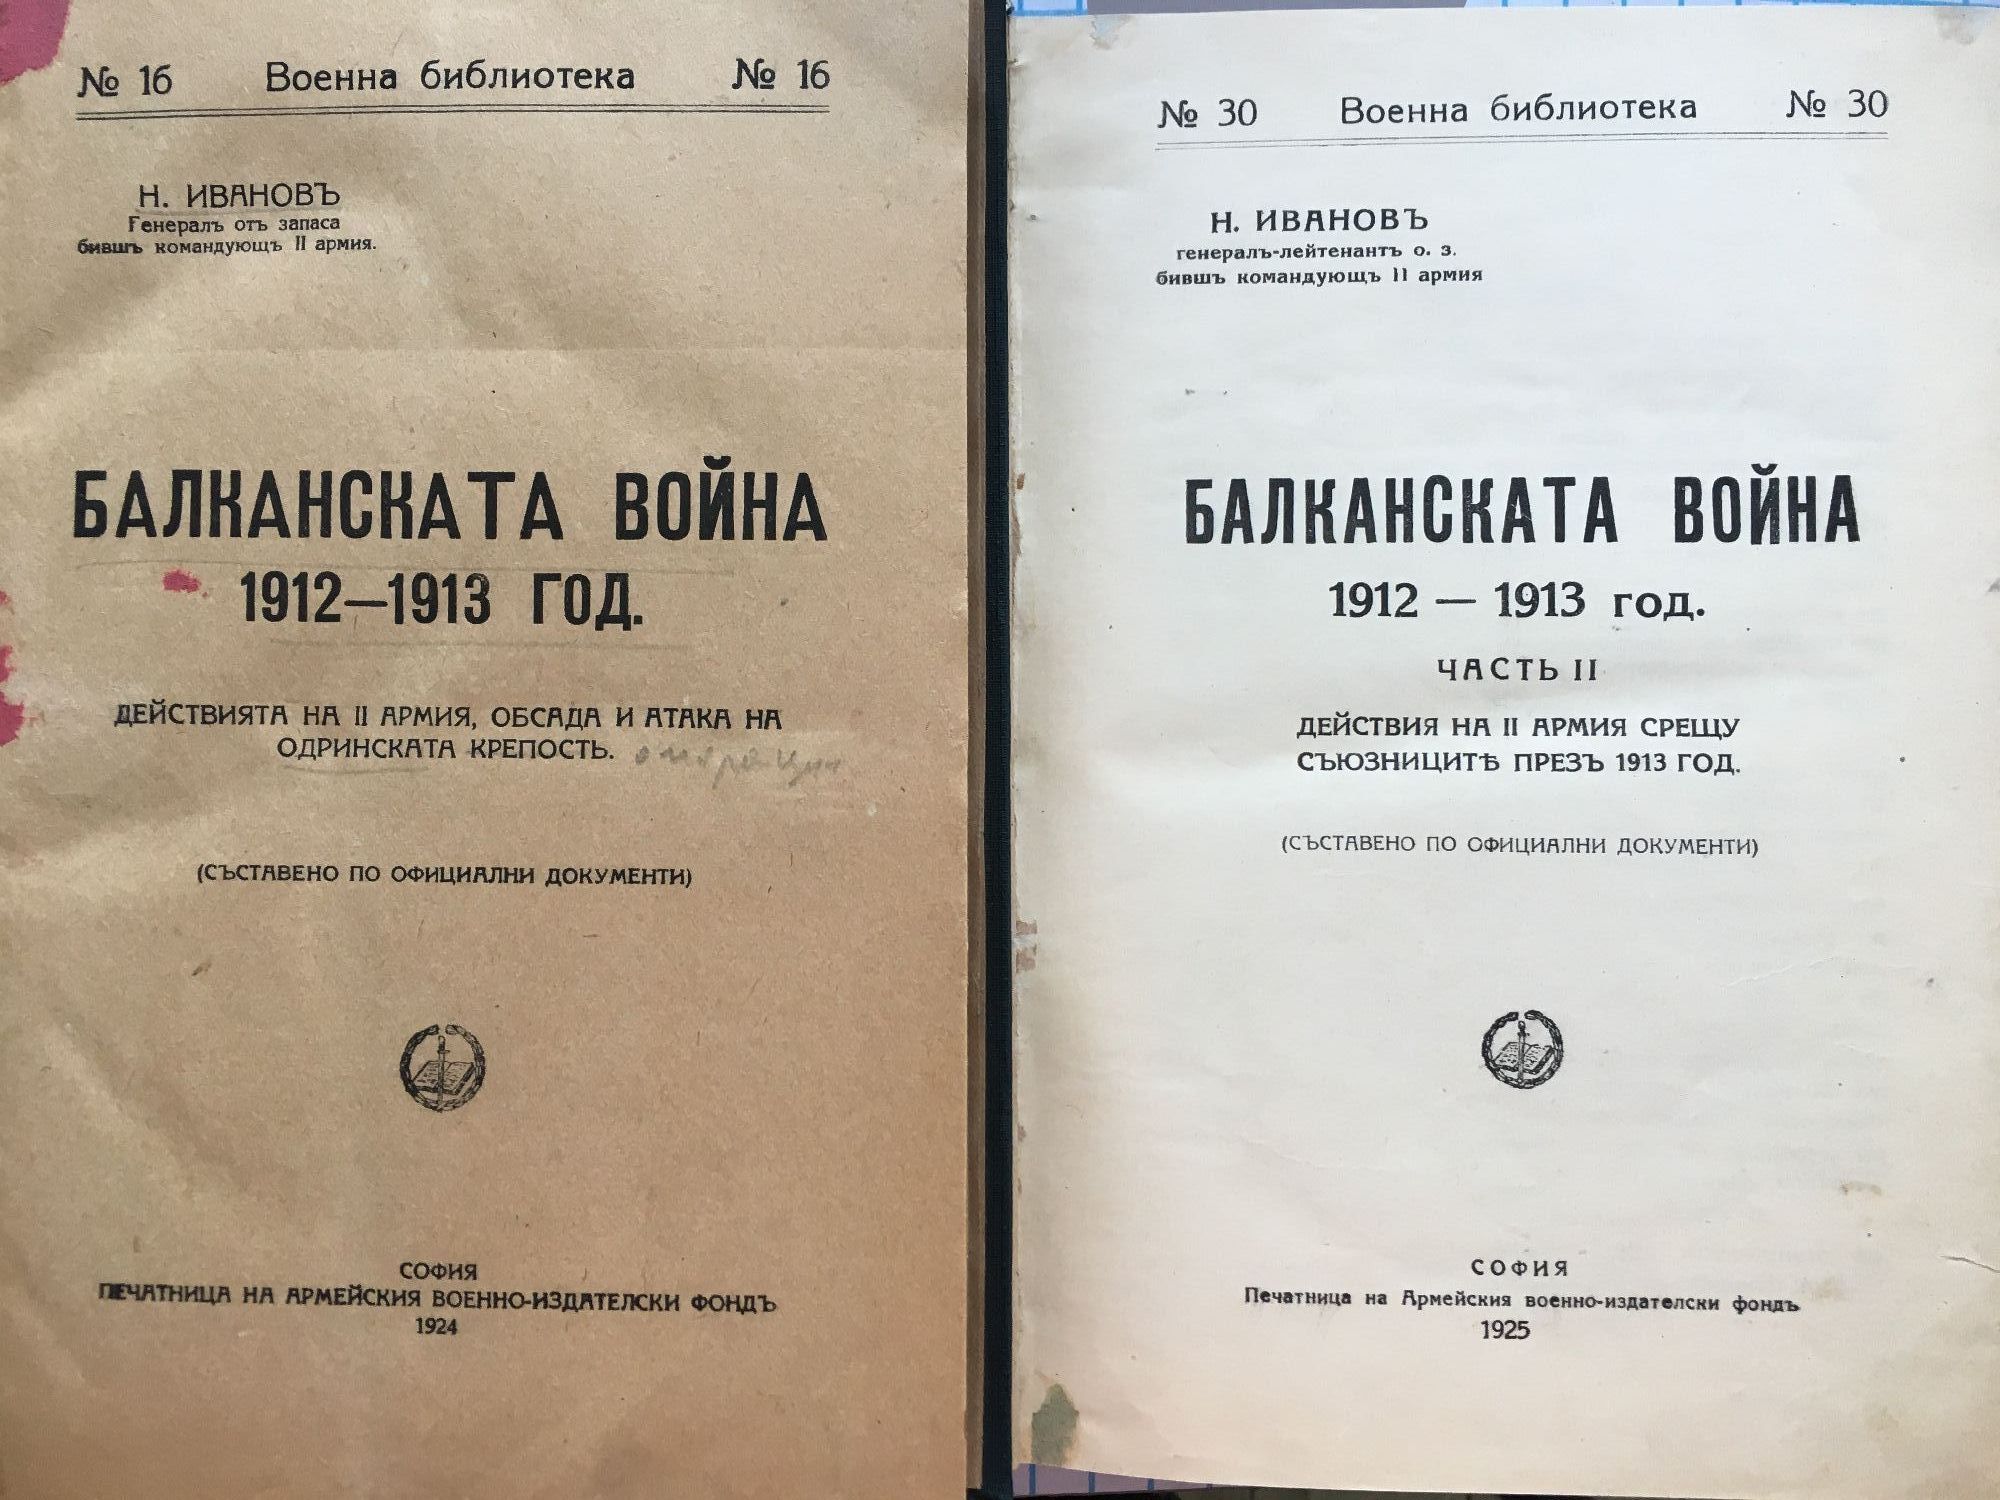 № 16 Военна библиотека № 16
Н. ИВАНОВЪ
Генералъ отъ запаса
бившъ командующъ II армия.
БАЛКАНСКАТА ВОЙНА
1912—1913 ГОД.
ДЕЙСТВИЯТА НА II АРМИЯ, ОБСАДА И АТАКА НА
ОДРИНСКАТА КРЕПОСТЬ. операции
(СЪСТАВЕНО ПО ОФИЦИАЛНИ ДОКУМЕНТИ)
СОФИЯ
ПЕЧАТНИЦА НА АРМЕЙСКИЯ ВОЕННО-ИЗДАТЕЛСКИ ФОНДЪ
1924
№ 30 Военна библиотека № 30
Н. ИВАНОВЪ
генералъ-лейтенантъ о. з.
бившъ командующъ II армия
БАЛКАНСКАТА ВОЙНА
1912 — 1913 год.
ЧАСТЬ II
ДЕЙСТВИЯ НА II АРМИЯ СРЕЩУ
СЪЮЗНИЦИТѢ ПРЕЗЪ 1913 ГОД.
(СЪСТАВЕНО ПО ОФИЦИАЛНИ ДОКУМЕНТИ)
СОФИЯ
Печатница на Армейския военно-издателски фондъ
1925